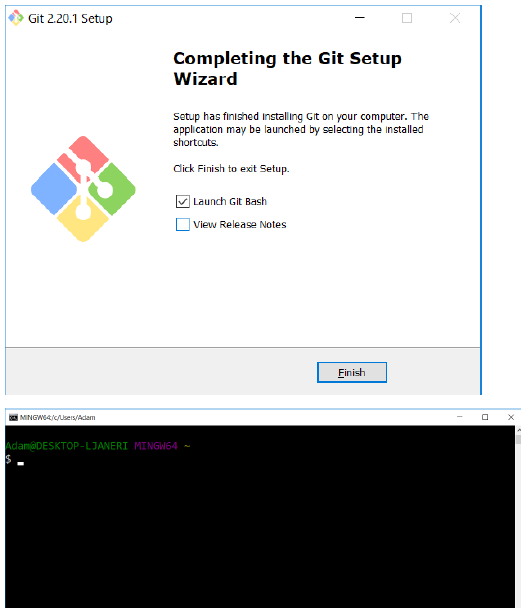 Git 2.20.1 Setup
Completing the Git Setup
Wizard
Setup has finished installing Git on your computer. The
application may be launched by selecting the installed
shortcuts.
Click Finish to exit Setup.
Launch Git Bash
View Release Notes
Finish
MINGW64:/c/Users/Adam
Adam@DESKTOP-LJANERI MINGW64 ~
$